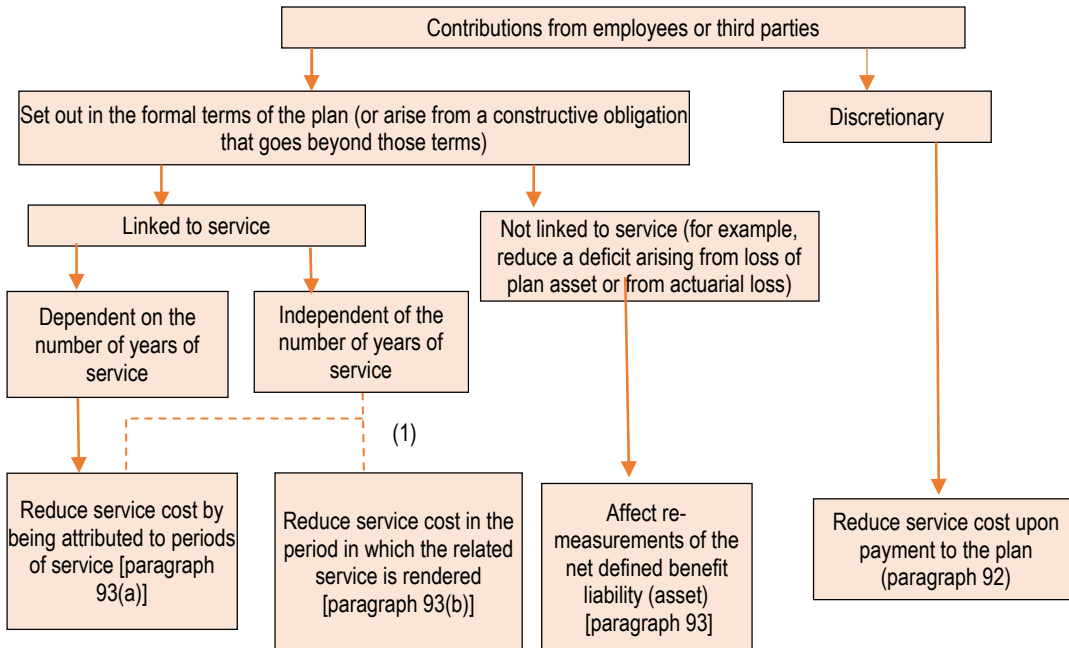 Contributions from employees or third parties
Set out in the formal terms of the plan (or arise from a constructive obligation
that goes beyond those terms)
Discretionary
Linked to service
Not linked to service (for example,
reduce a deficit arising from loss of
plan asset or from actuarial loss)
Dependent on the
number of years of
service
Independent of the
number of years of
service
(1)
Reduce service cost by
being attributed to periods
of service [paragraph
93(a)]
Reduce service cost in the
period in which the related
service is rendered
[paragraph 93(b)]
Affect re-
measurements of the
net defined benefit
liability (asset)
[paragraph 93]
Reduce service cost upon
payment to the plan
(paragraph 92)